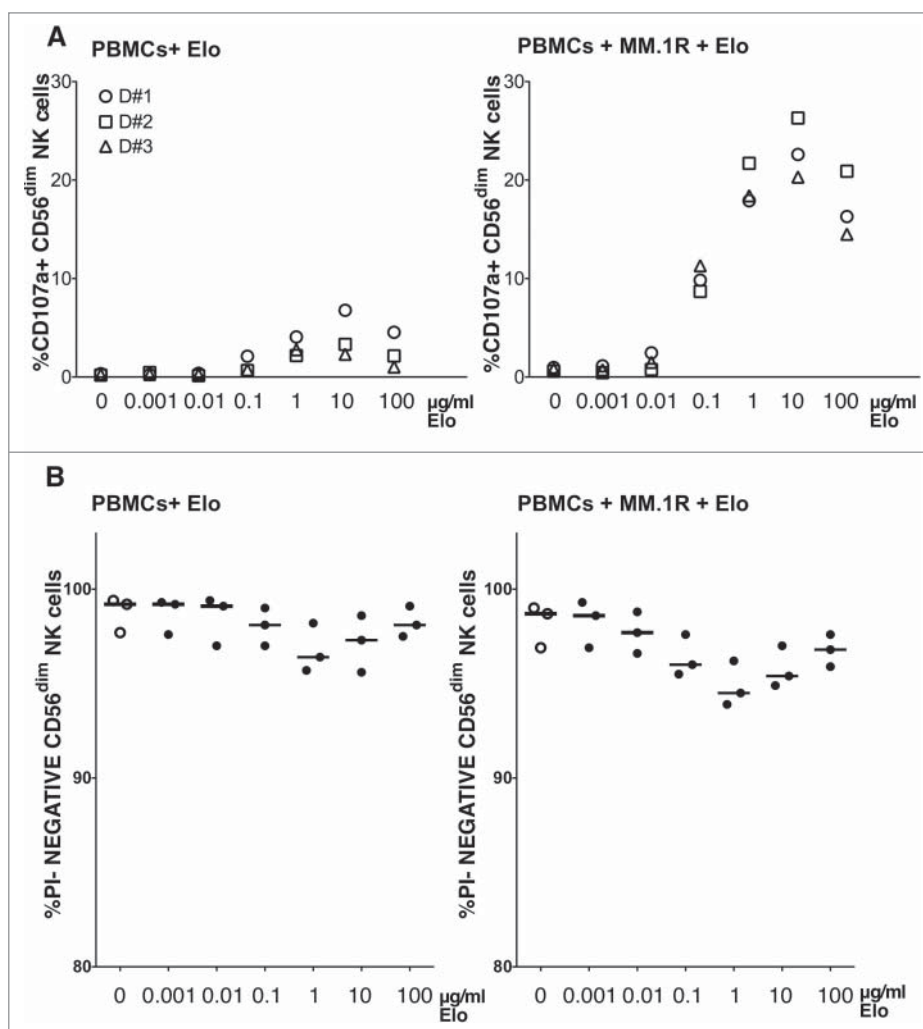 A
PBMCs+ Elo
%CD107a+ CD56dim NK cells
30
20
10
0
D#1
D#2
D#3
0 0.001 0.01 0.1 1 10 100 µg/ml
Elo
PBMCs + MM.1R + Elo
%CD107a+ CD56dim NK cells
30
20
10
0
0 0.001 0.01 0.1 1 10 100 µg/ml
Elo
B
PBMCs+ Elo
%PI- NEGATIVE CD56dim NK cells
100
90
80
0 0.001 0.01 0.1 1 10 100 µg/ml
Elo
PBMCs + MM.1R + Elo
%PI- NEGATIVE CD56dim NK cells
100
90
80
0 0.001 0.01 0.1 1 10 100 µg/ml
Elo